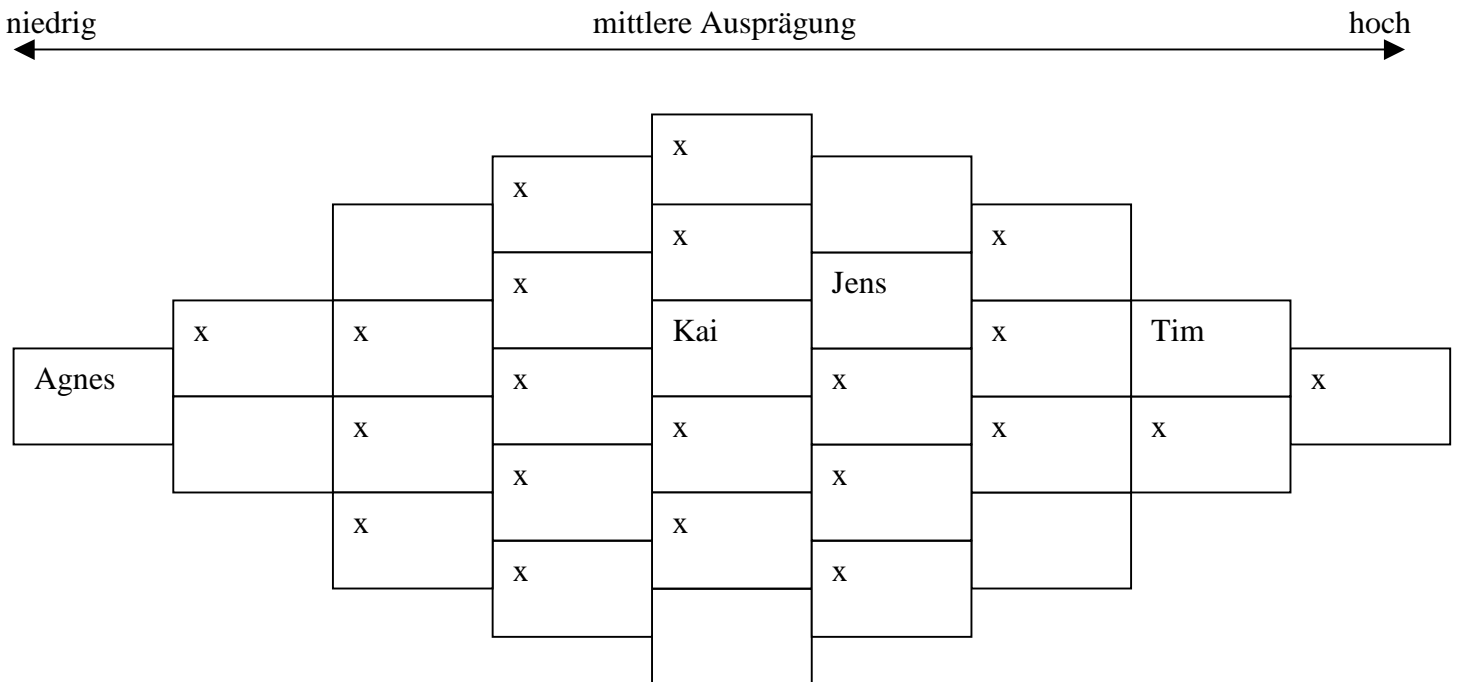 niedrig mittlere Ausprägung hoch
x
x
x x
x Jens
x x Kai x Tim
Agnes x x x
x x x x
x x
x x
x x